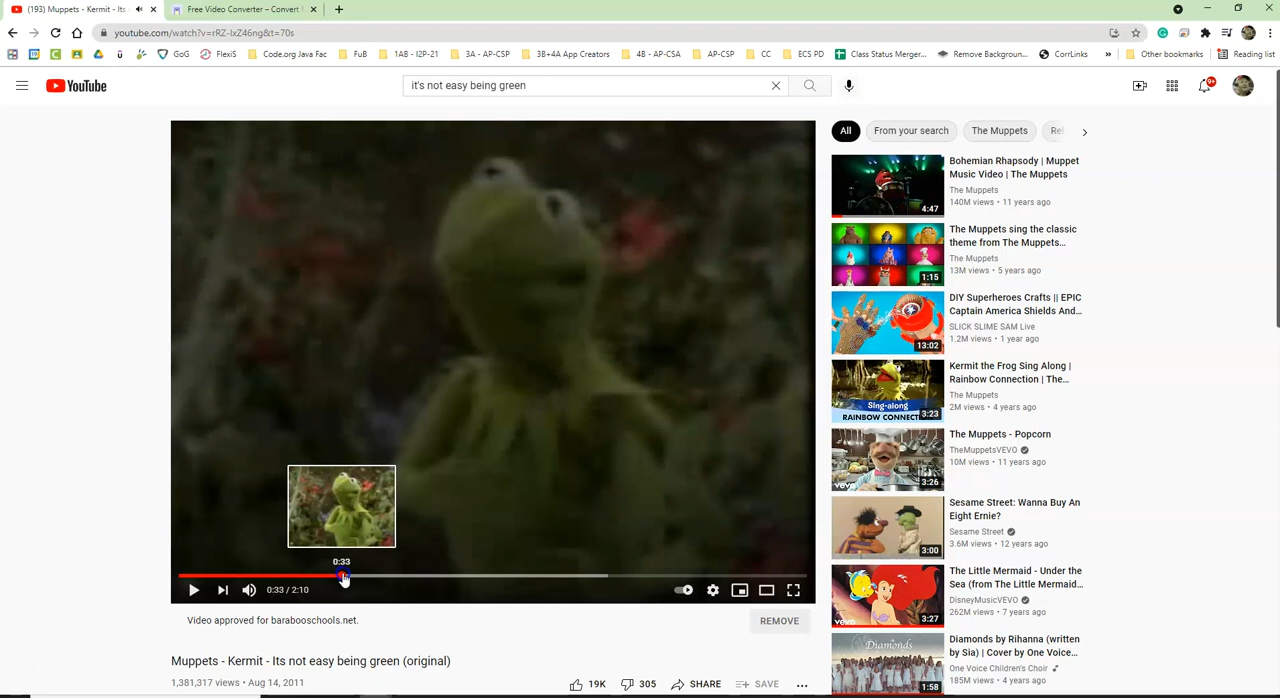 (193) Muppets - Kermit - Its
Free Video Converter – Convert
youtube.com/watch?v=rRZ-IxZ46ng&t=70s
GoG
FlexiS
Code.org Java Fac
FuB
1AB - I2P-21
3A - AP-CSP
3B+4A App Creators
4B - AP-CSA
AP-CSP
CC
ECS PD
Class Status Merger...
Remove Backgroun...
CorrLinks
»
Other bookmarks
Reading list
YouTube
it's not easy being green
9+
All
From your search
The Muppets
Rel
Bohemian Rhapsody | Muppet
Music Video | The Muppets
The Muppets
140M views • 11 years ago
4:47
The Muppets sing the classic
theme from The Muppets...
The Muppets
13M views • 5 years ago
1:15
DIY Superheroes Crafts || EPIC
Captain America Shields And...
SLICK SLIME SAM Live
1.2M views • 1 year ago
13:02
Kermit the Frog Sing Along |
Rainbow Connection | The...
The Muppets
2M views • 4 years ago
Sing-along
RAINBOW CONNECT
3:23
The Muppets - Popcorn
TheMuppetsVEVO
10M views • 11 years ago
vevo
3:26
Sesame Street: Wanna Buy An
Eight Ernie?
Sesame Street
3.6M views • 12 years ago
3:00
The Little Mermaid - Under the
Sea (from The Little Mermaid...
DisneyMusicVEVO
262M views • 7 years ago
vevo
3:27
Diamonds by Rihanna (written
by Sia) | Cover by One Voice...
One Voice Children's Choir
185M views • 4 years ago
Diamonds
1:58
0:33
0:33 / 2:10
Video approved for barabooschools.net.
REMOVE
Muppets - Kermit - Its not easy being green (original)
1,381,317 views • Aug 14, 2011
19K
305
SHARE
SAVE